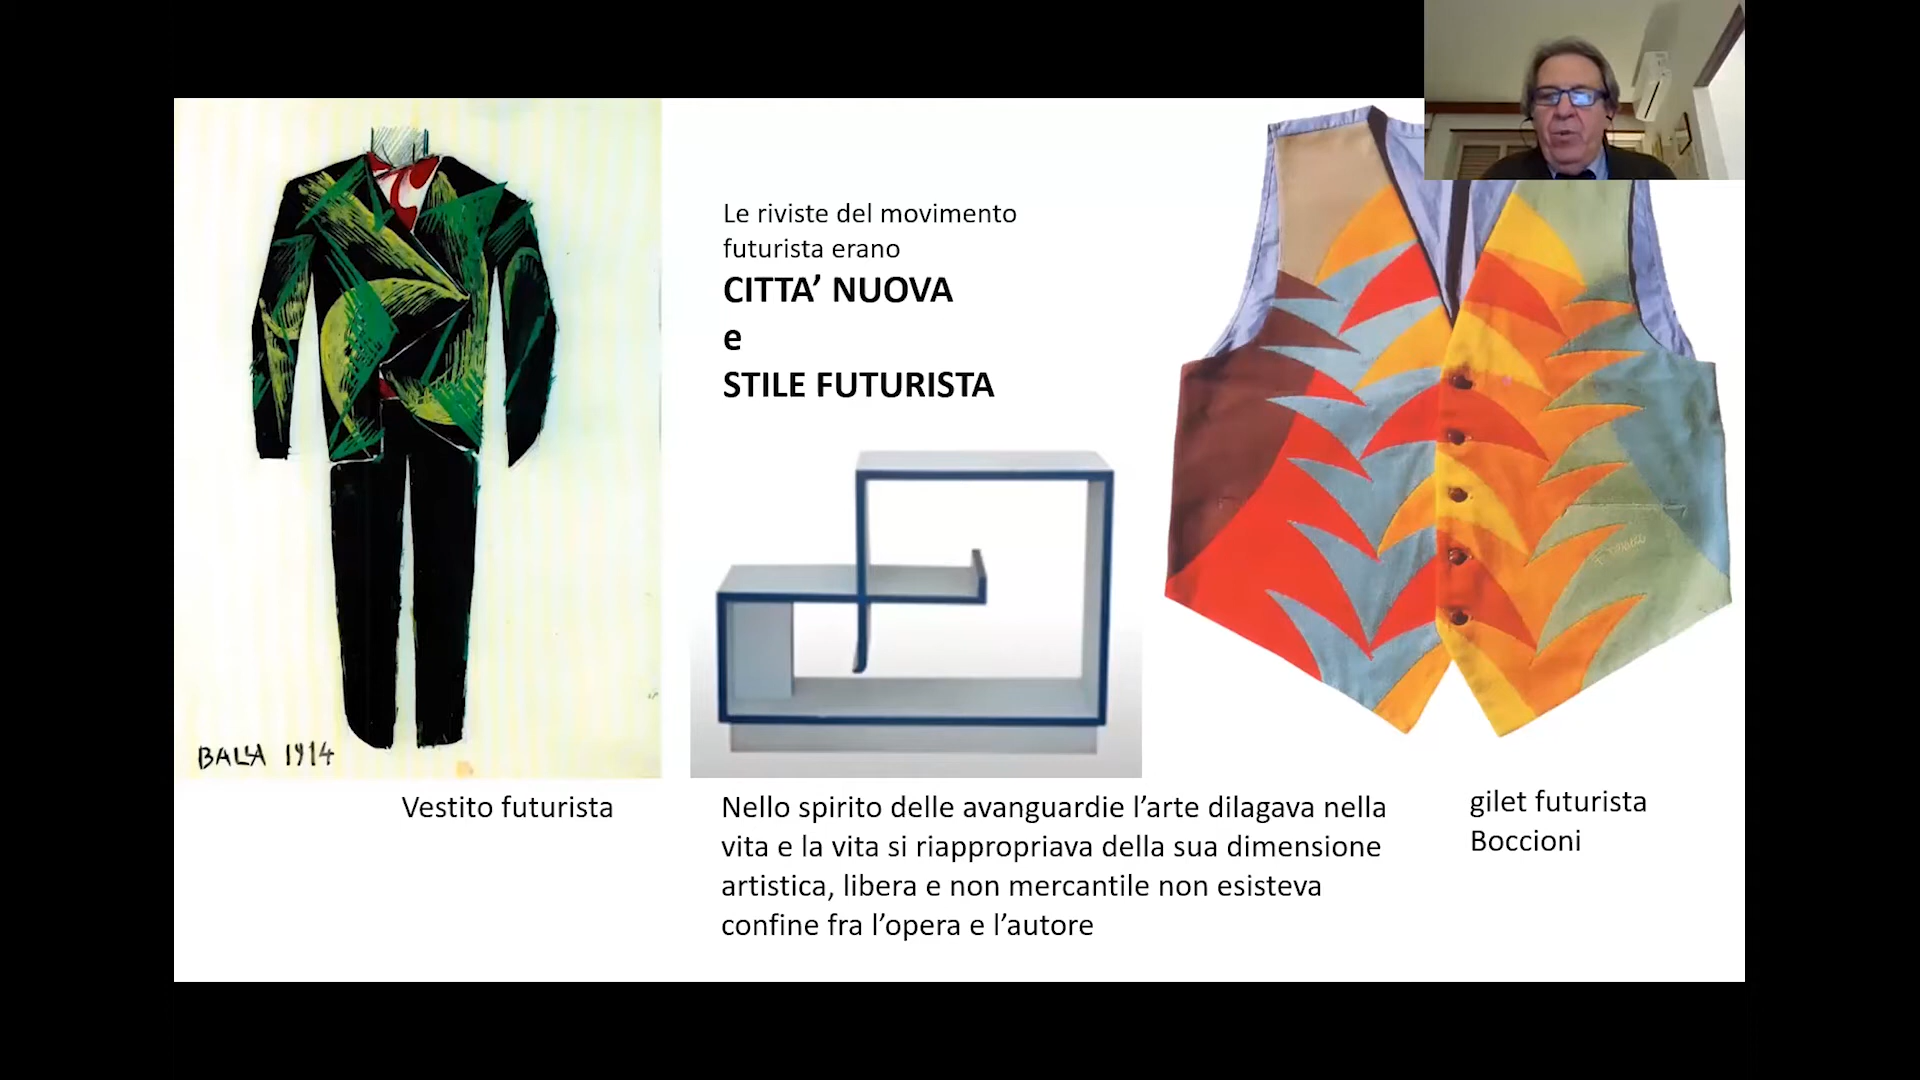 Le riviste del movimento
futurista erano
CITTA’ NUOVA
e
STILE FUTURISTA
BALLA 1914
Vestito futurista
Nello spirito delle avanguardie l’arte dilagava nella
vita e la vita si riappropriava della sua dimensione
artistica, libera e non mercantile non esisteva
confine fra l’opera e l’autore
gilet futurista
Boccioni